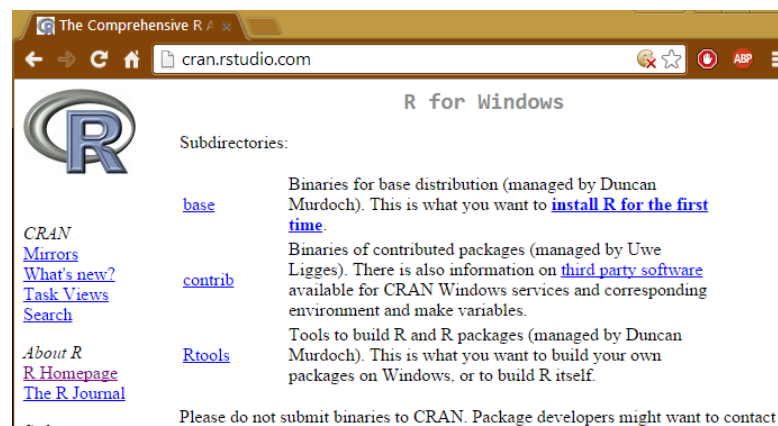 The Comprehensive R A
cran.rstudio.com
ABP
R
R for Windows
Subdirectories:
base
Binaries for base distribution (managed by Duncan
Murdoch). This is what you want to install R for the first
time.
contrib
Binaries of contributed packages (managed by Uwe
Ligges). There is also information on third party software
available for CRAN Windows services and corresponding
environment and make variables.
Rtools
Tools to build R and R packages (managed by Duncan
Murdoch). This is what you want to build your own
packages on Windows, or to build R itself.
Please do not submit binaries to CRAN. Package developers might want to contact
CRAN
Mirrors
What's new?
Task Views
Search
About R
R Homepage
The R Journal